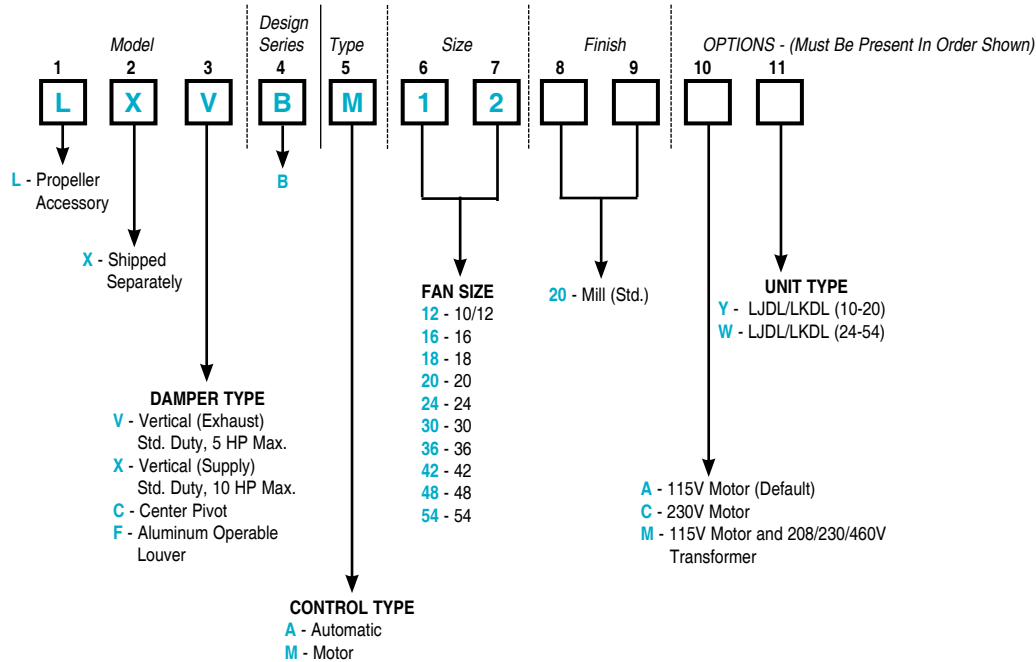 Design
Model
Series
Type
Size
Finish
OPTIONS - (Must Be Present In Order Shown)
1 2 3 4 5 6 7 8 9 10 11
L X V B M 1 2
L - Propeller
Accessory
B
X - Shipped
Separately
FAN SIZE
12 - 10/12
16 - 16
18 - 18
20 - 20
24 - 24
30 - 30
36 - 36
42 - 42
48 - 48
54 - 54
20 - Mill (Std.)
UNIT TYPE
Y - LJDL/LKDL (10-20)
W - LJDL/LKDL (24-54)
DAMPER TYPE
V - Vertical (Exhaust)
Std. Duty, 5 HP Max.
X - Vertical (Supply)
Std. Duty, 10 HP Max.
C - Center Pivot
F - Aluminum Operable
Louver
A - 115V Motor (Default)
C - 230V Motor
M - 115V Motor and 208/230/460V
Transformer
CONTROL TYPE
A - Automatic
M - Motor